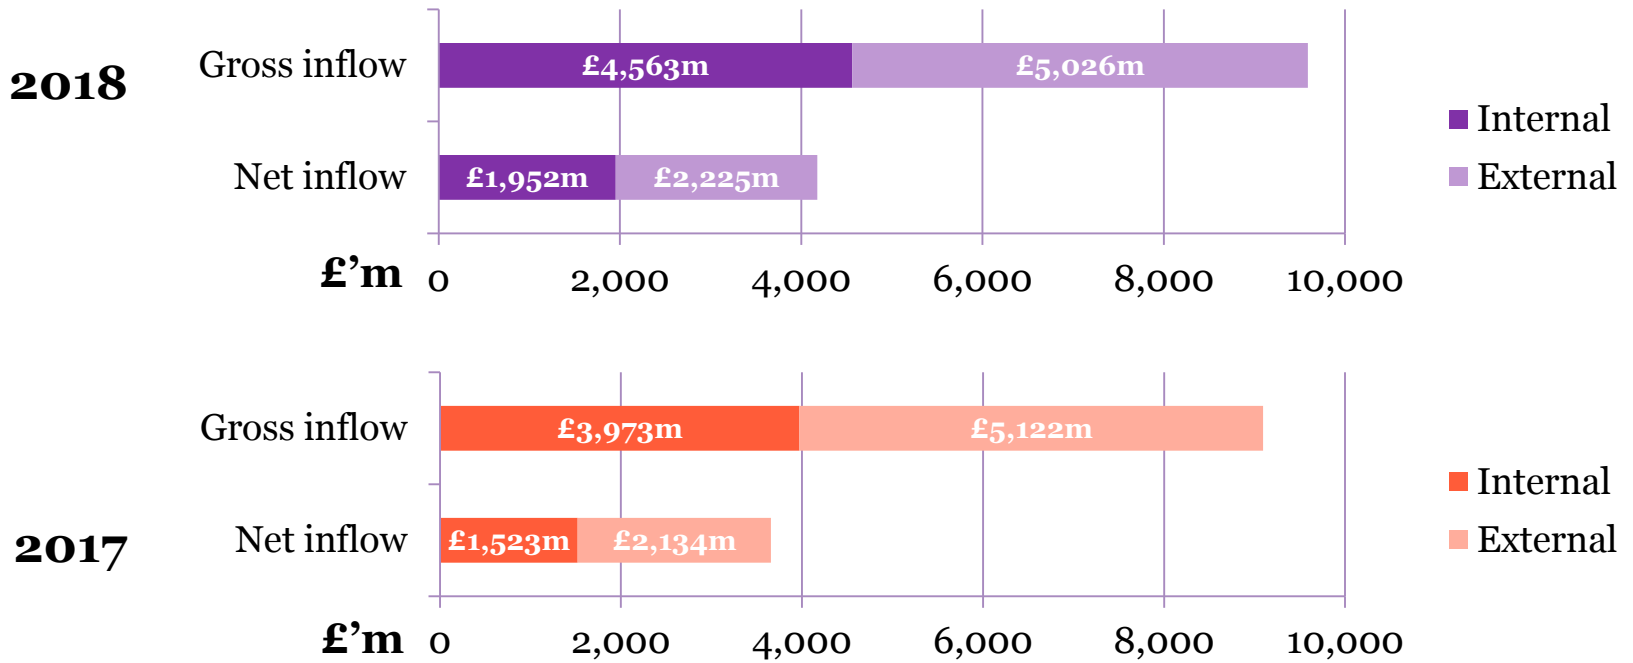 2018
Gross inflow
£4,563m
£5,026m
Net inflow
£1,952m
£2,225m
Internal
External
£’m
0
2,000
4,000
6,000
8,000
10,000
2017
Gross inflow
£3,973m
£5,122m
Net inflow
£1,523m
£2,134m
Internal
External
£’m
0
2,000
4,000
6,000
8,000
10,000